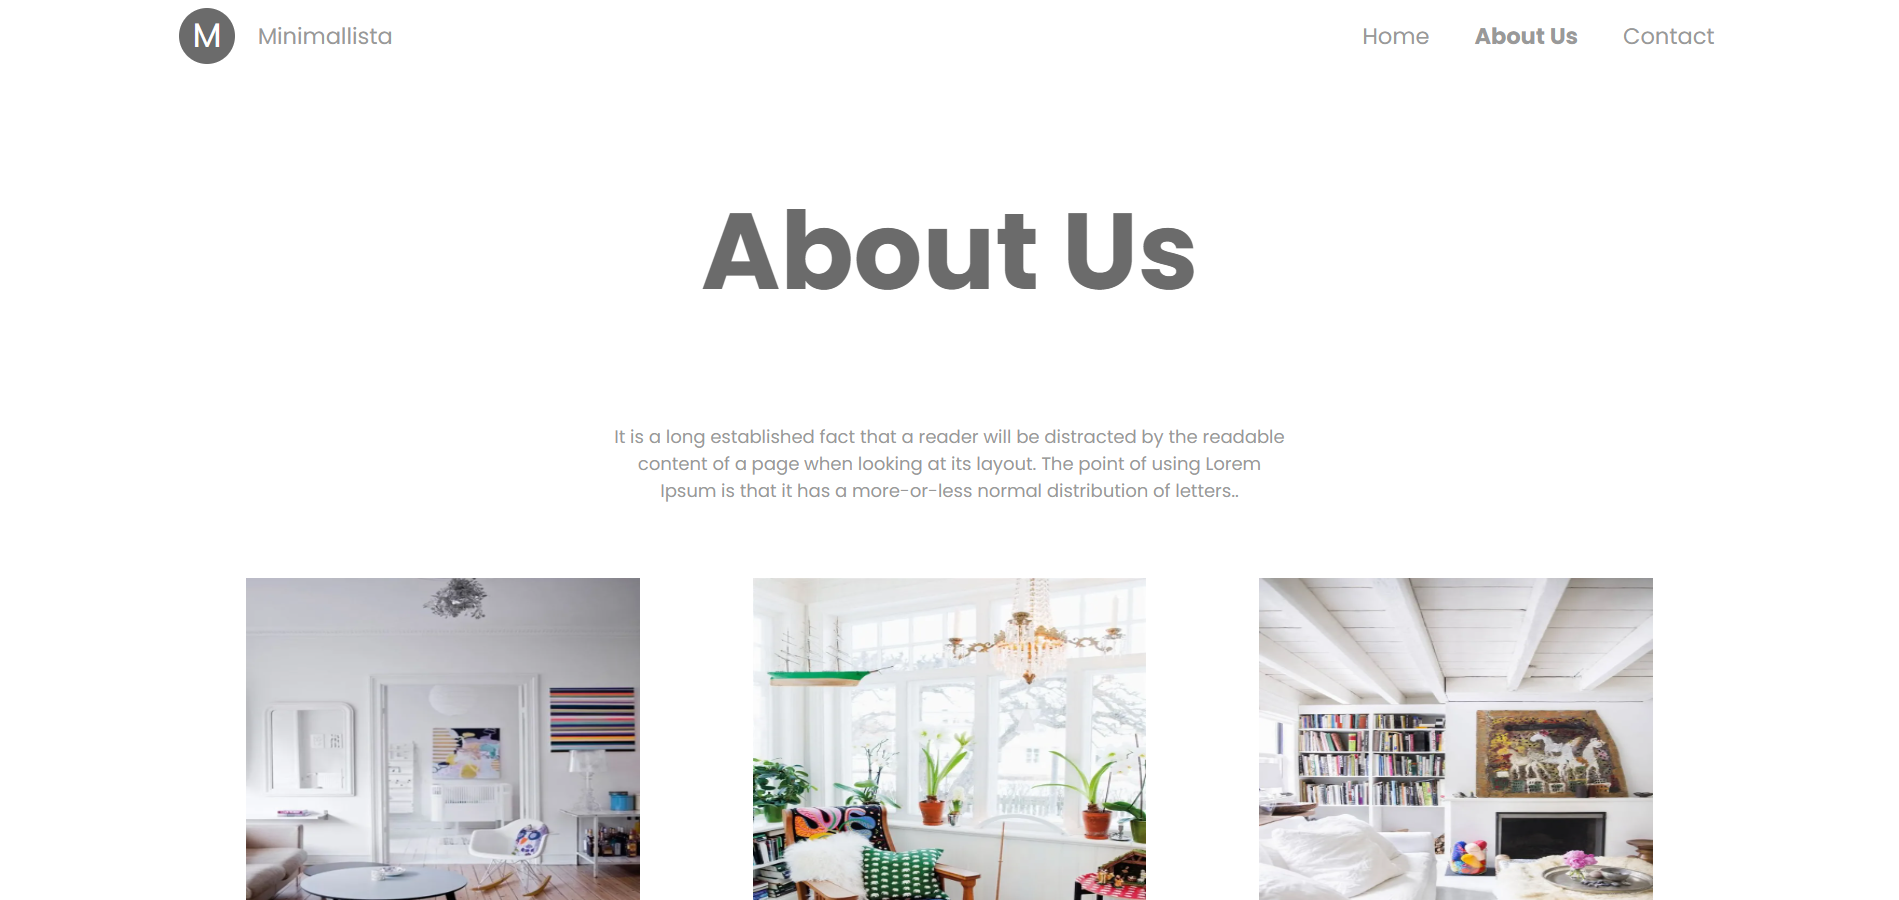 M Minimallista Home About Us Contact
About Us
It is a long established fact that a reader will be distracted by the readable
content of a page when looking at its layout. The point of using Lorem
Ipsum is that it has a more-or-less normal distribution of letters..